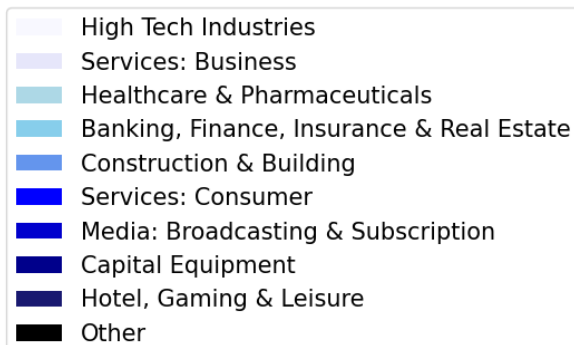 High Tech Industries
Services: Business
Healthcare & Pharmaceuticals
Banking, Finance, Insurance & Real Estate
Construction & Building
Services: Consumer
Media: Broadcasting & Subscription
Capital Equipment
Hotel, Gaming & Leisure
Other